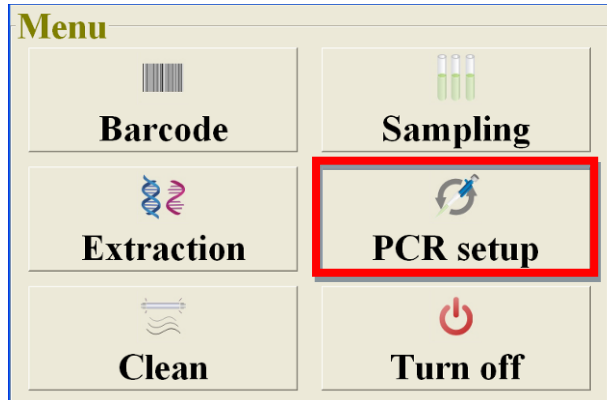 Menu
Barcode
Sampling
Extraction
PCR setup
Clean
Turn off